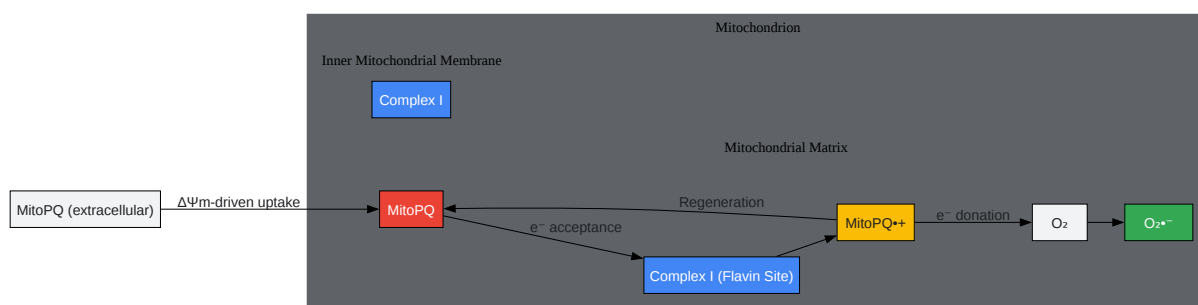 Mitochondrion
Inner Mitochondrial Membrane
Complex I
Mitochondrial Matrix
MitoPQ (extracellular)
ΔΨm-driven uptake
MitoPQ
Regeneration
e⁻ acceptance
Complex I (Flavin Site)
MitoPQ•+
e⁻ donation
O₂
O₂•⁻